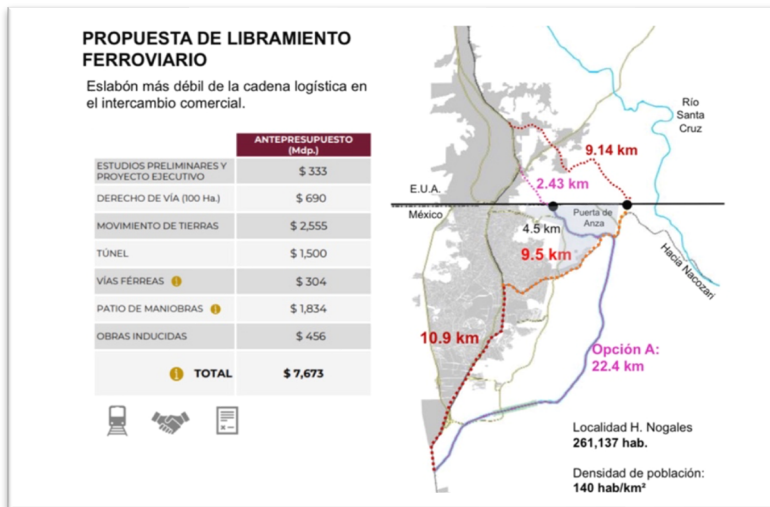 PROPUESTA DE LIBRAMIENTO
FERROVIARIO
Eslabón más débil de la cadena logística en
el intercambio comercial.
ANTEPRESUPUESTO
(Mdp.)
ESTUDIOS PRELIMINARES Y
PROYECTO EJECUTIVO
$ 333
DERECHO DE VÍA (100 Ha.)
$ 690
MOVIMIENTO DE TIERRAS
$ 2,555
TÚNEL
$ 1,500
VÍAS FÉRREAS
$ 304
PATIO DE MANIOBRAS
$ 1,834
OBRAS INDUCIDAS
$ 456
TOTAL
$ 7,673
Río
Santa
Cruz
9.14 km
2.43 km
E.U.A.
México
Puerta de
Anza
4.5 km
9.5 km
Hacia Nacozari
10.9 km
Opción A:
22.4 km
Localidad H. Nogales
261,137 hab.
Densidad de población:
140 hab/km²